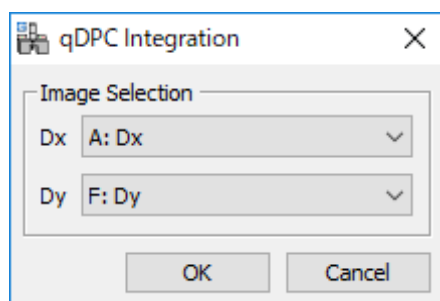 qDPC Integration
Image Selection
Dx A: Dx
Dy F: Dy
OK Cancel